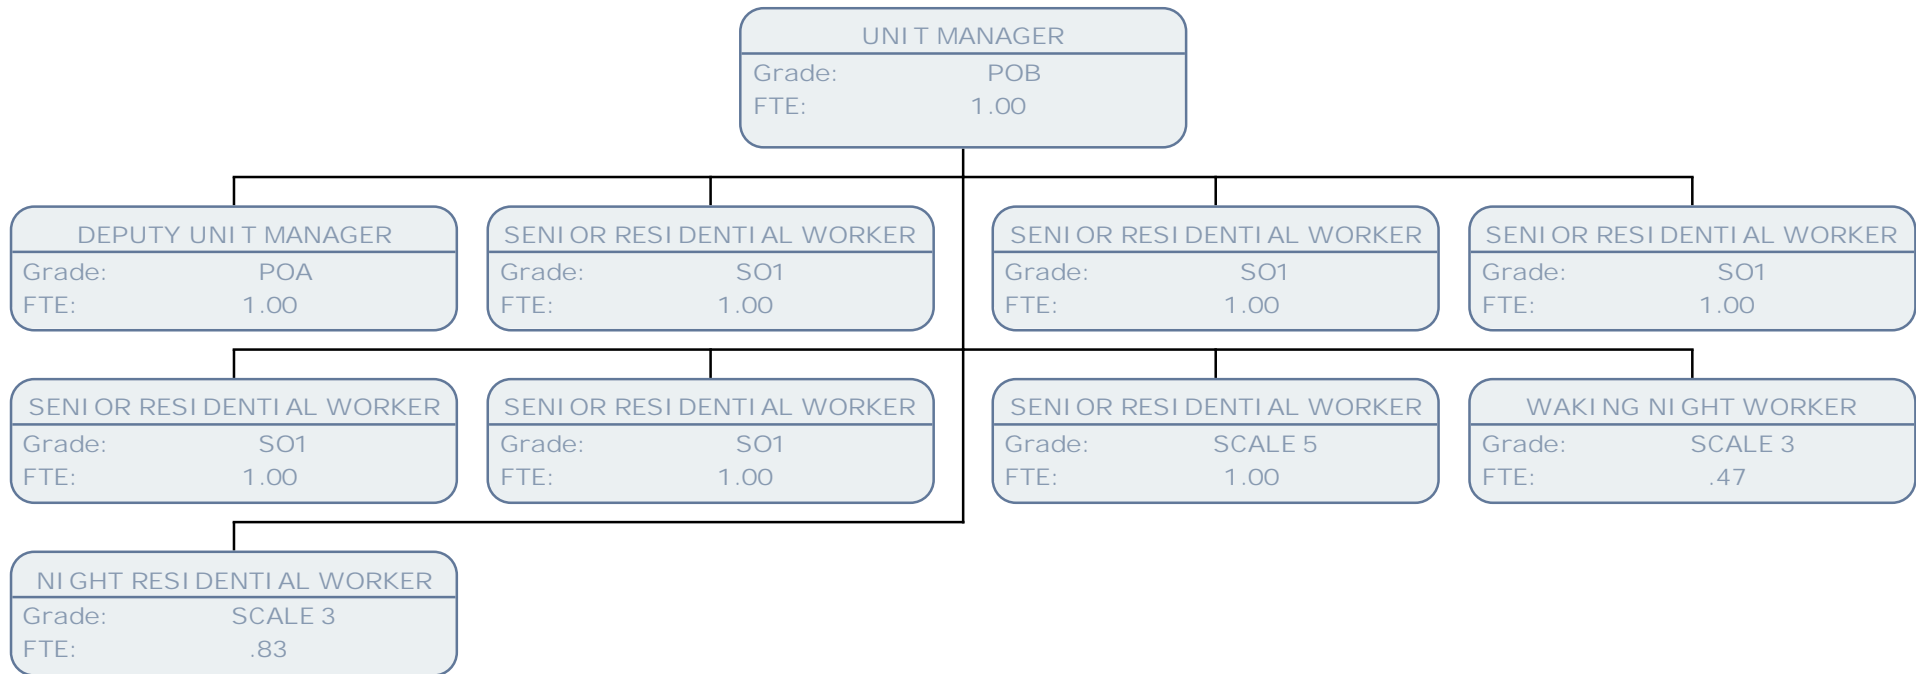 UNIT MANAGER
Grade: POB
FTE: 1.00
DEPUTY UNIT MANAGER
Grade: POA
FTE: 1.00
SENIOR RESIDENTIAL WORKER
Grade: SO1
FTE: 1.00
SENIOR RESIDENTIAL WORKER
Grade: SO1
FTE: 1.00
SENIOR RESIDENTIAL WORKER
Grade: SO1
FTE: 1.00
SENIOR RESIDENTIAL WORKER
Grade: SO1
FTE: 1.00
SENIOR RESIDENTIAL WORKER
Grade: SO1
FTE: 1.00
SENIOR RESIDENTIAL WORKER
Grade: SCALE 5
FTE: 1.00
WAKING NIGHT WORKER
Grade: SCALE 3
FTE: .47
NIGHT RESIDENTIAL WORKER
Grade: SCALE 3
FTE: .83